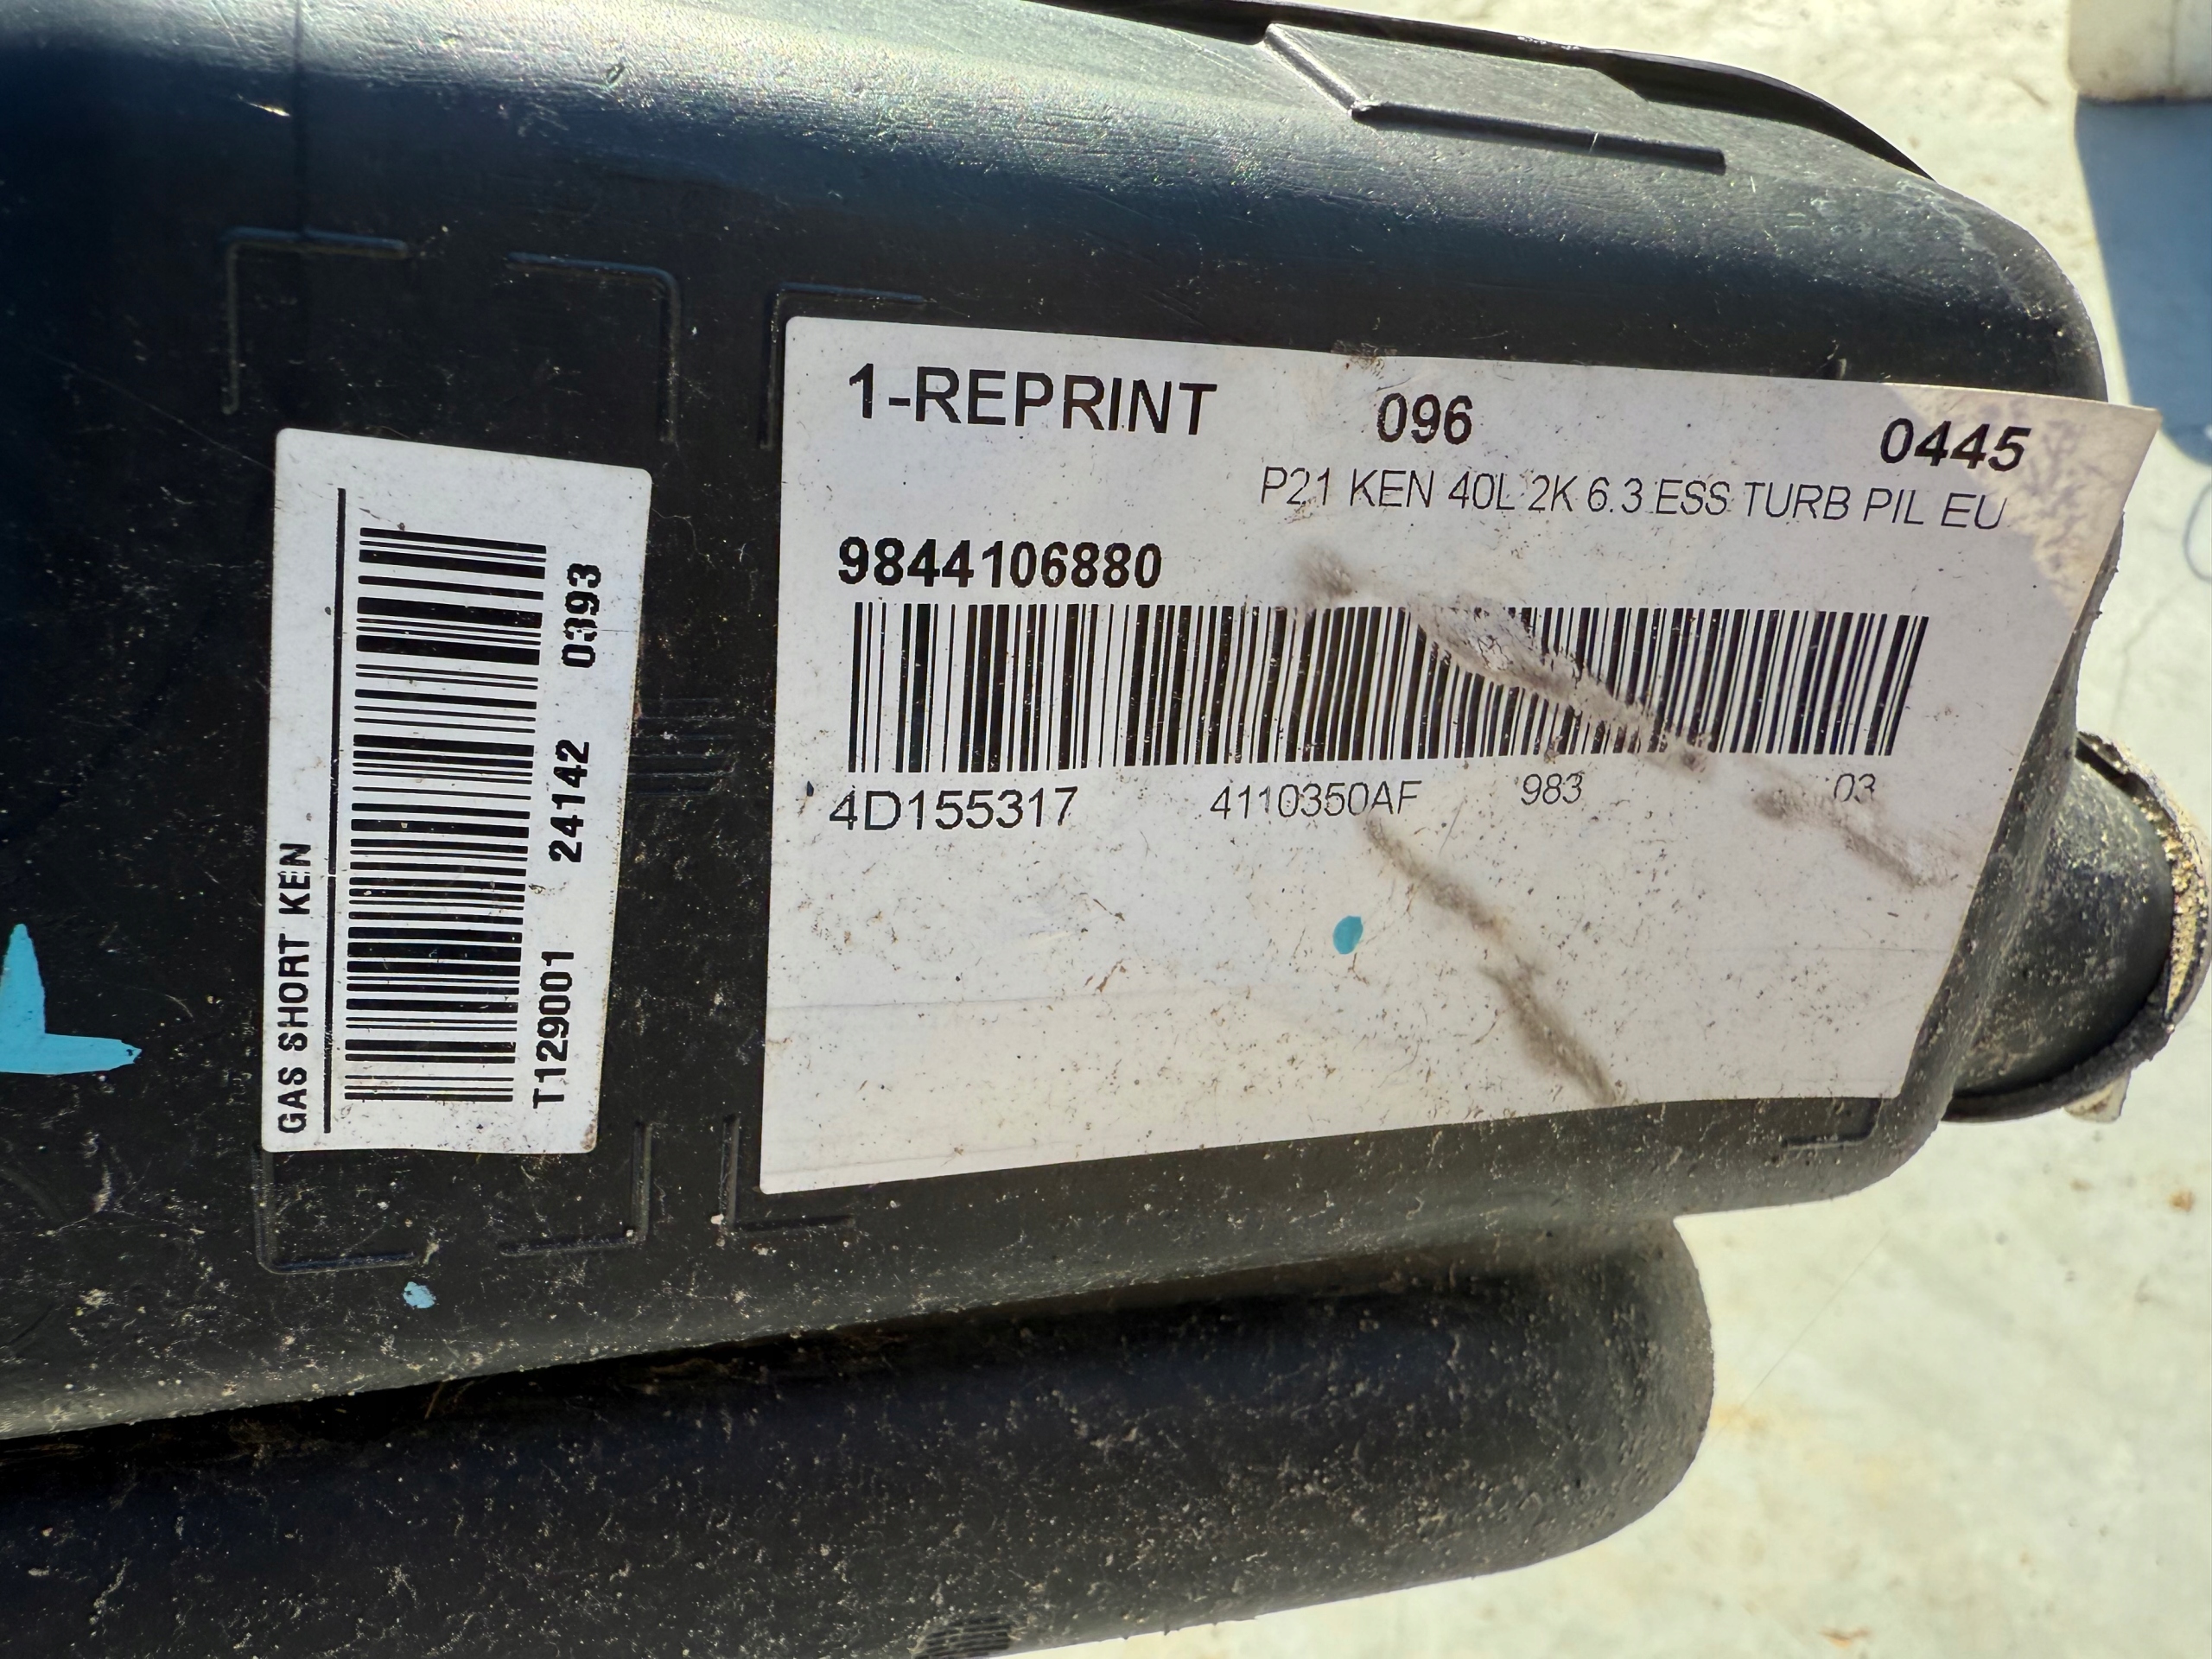 GAS SHORT KEN
T129001 24142 0393
1-REPRINT 096 0445
P21 KEN 40L 2K 6.3 ESS TURB PIL EU
9844106880
4D155317 4110350AF 983 03